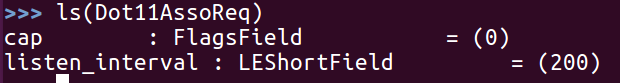 >>> ls(Dot11AssoReq)
cap        : FlagsField           = (0)
listen_interval : LEShortField         = (200)